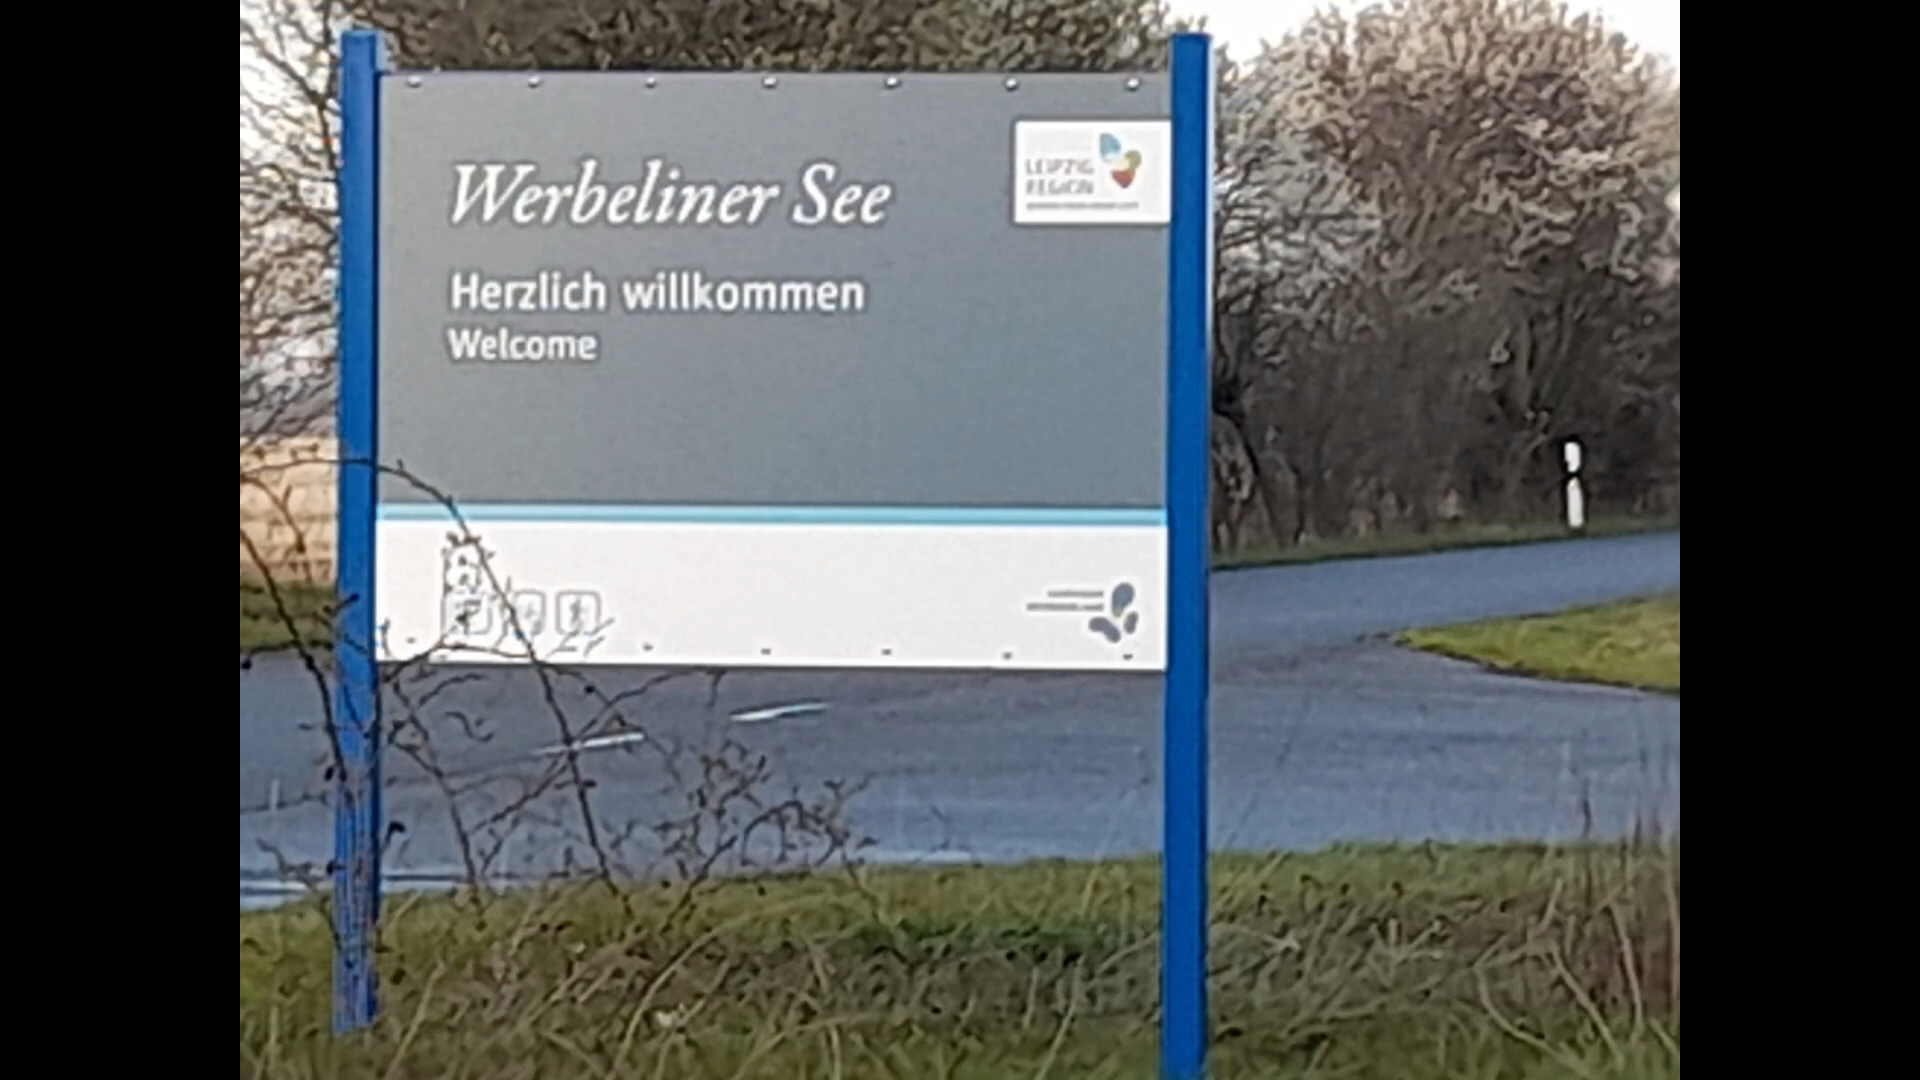 Werbeliner See
LEIPZIG
REGION
Herzlich willkommen
Welcome